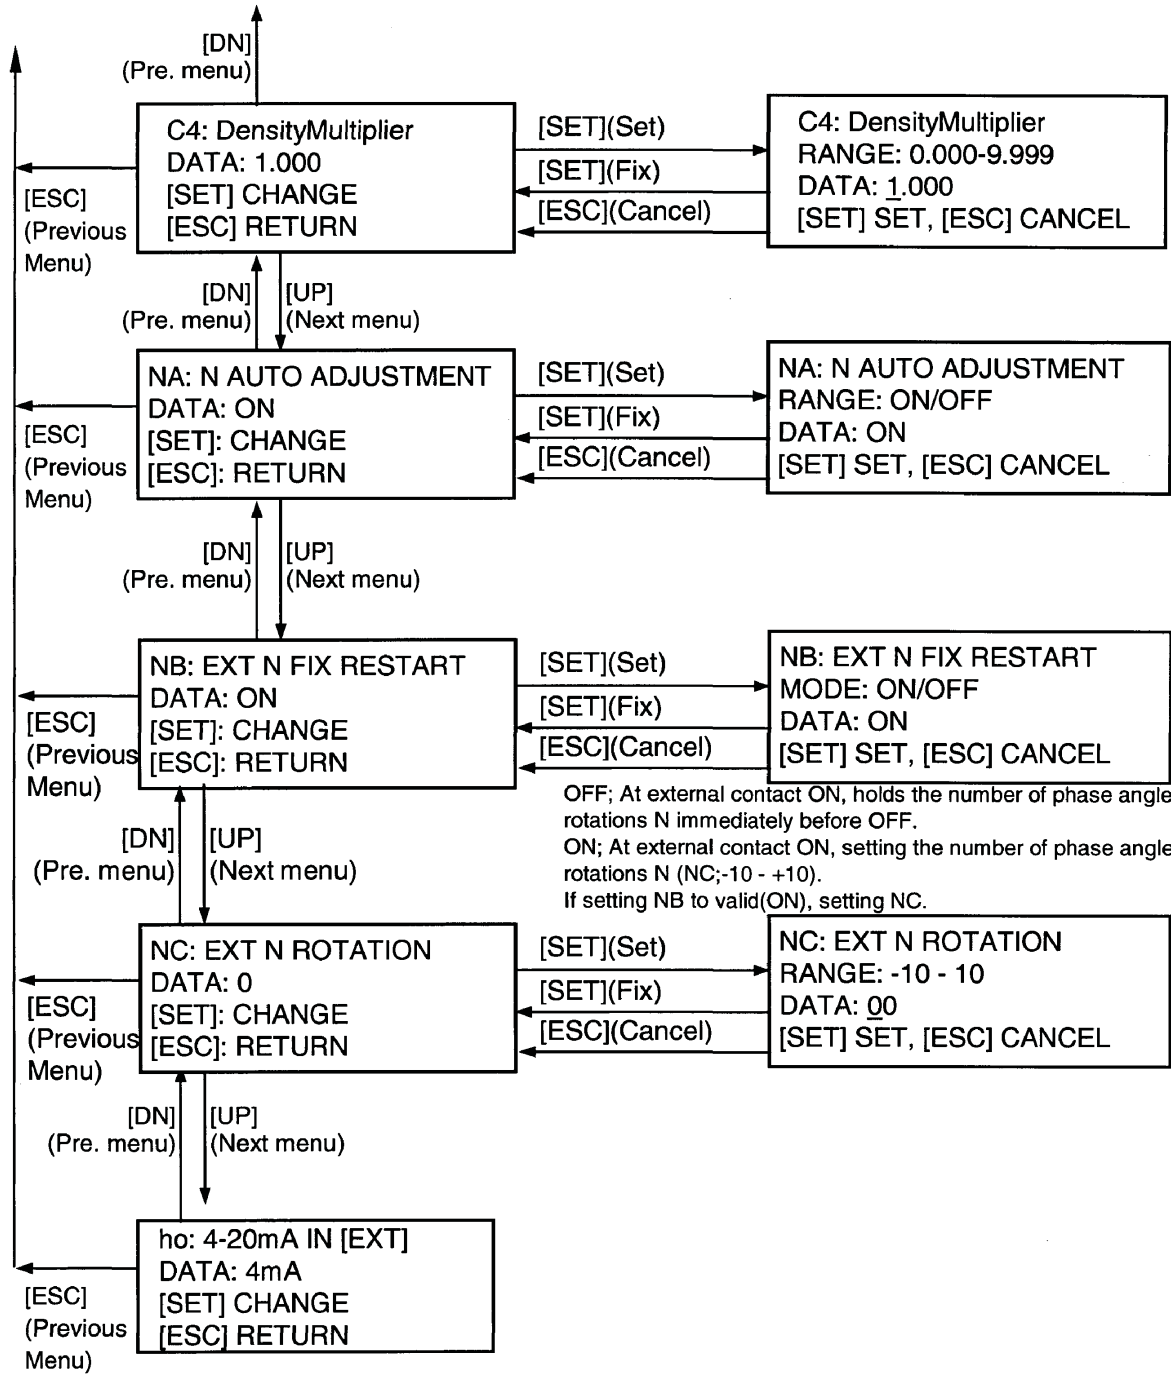 [DN]
(Pre. menu)
C4: DensityMultiplier
DATA: 1.000
[SET] CHANGE
[ESC] RETURN
[SET](Set)
[SET](Fix)
[ESC](Cancel)
C4: DensityMultiplier
RANGE: 0.000-9.999
DATA: 1.000
[SET] SET, [ESC] CANCEL
[ESC]
(Previous
Menu)
[DN]
(Pre. menu)
[UP]
(Next menu)
NA: N AUTO ADJUSTMENT
DATA: ON
[SET]: CHANGE
[ESC]: RETURN
[SET](Set)
[SET](Fix)
[ESC](Cancel)
NA: N AUTO ADJUSTMENT
RANGE: ON/OFF
DATA: ON
[SET] SET, [ESC] CANCEL
[ESC]
(Previous
Menu)
[DN]
(Pre. menu)
[UP]
(Next menu)
NB: EXT N FIX RESTART
DATA: ON
[SET]: CHANGE
[ESC]: RETURN
[SET](Set)
[SET](Fix)
[ESC](Cancel)
NB: EXT N FIX RESTART
MODE: ON/OFF
DATA: ON
[SET] SET, [ESC] CANCEL
[ESC]
(Previous
Menu)
OFF; At external contact ON, holds the number of phase angle
rotations N immediately before OFF.
ON; At external contact ON, setting the number of phase angle
rotations N (NC;-10 - +10).
If setting NB to valid(ON), setting NC.
[DN]
(Pre. menu)
[UP]
(Next menu)
NC: EXT N ROTATION
DATA: 0
[SET]: CHANGE
[ESC]: RETURN
[SET](Set)
[SET](Fix)
[ESC](Cancel)
NC: EXT N ROTATION
RANGE: -10 - 10
DATA: 00
[SET] SET, [ESC] CANCEL
[ESC]
(Previous
Menu)
[DN]
(Pre. menu)
[UP]
(Next menu)
ho: 4-20mA IN [EXT]
DATA: 4mA
[SET] CHANGE
[ESC] RETURN
[ESC]
(Previous
Menu)